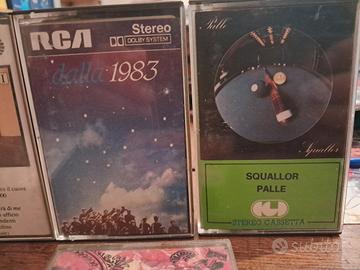 RCA
Stereo
DOLBY SYSTEM
dalla 1983
Palle
Squallor
SQUALLOR
PALLE
STEREO CASSETTA
subito